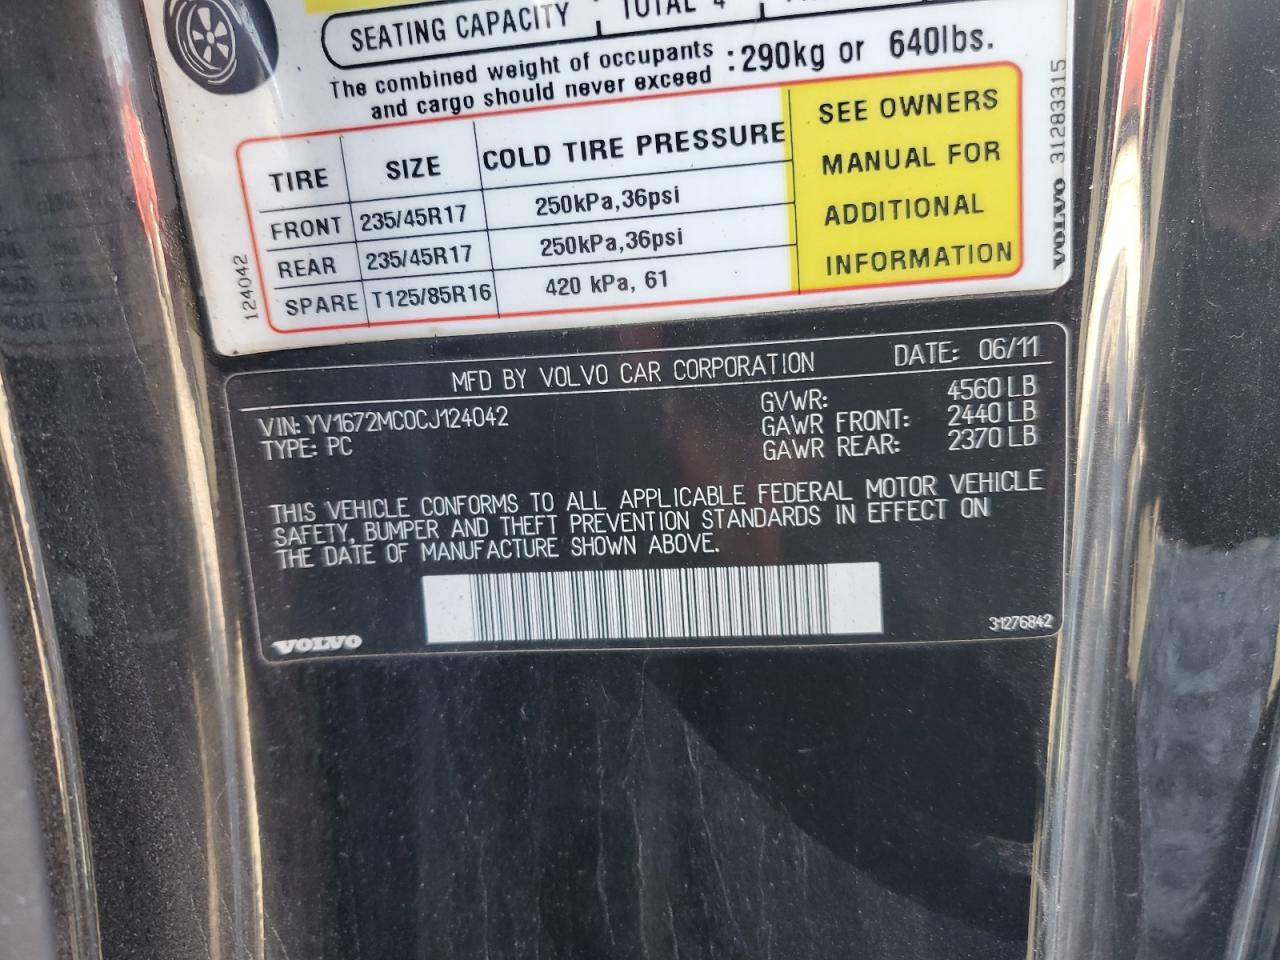 SEATING CAPACITY TOTAL 4
The combined weight of occupants
and cargo should never exceed :290kg or 640lbs.
TIRE SIZE COLD TIRE PRESSURE
FRONT 235/45R17 250kPa,36psi
REAR 235/45R17 250kPa,36psi
SPARE T125/85R16 420 kPa, 61
SEE OWNERS
MANUAL FOR
ADDITIONAL
INFORMATION
124042
VOLVO 31283315
MFD BY VOLVO CAR CORPORATION DATE: 06/11
VIN: YV1672MC0CJ124042
TYPE: PC
GVWR: 4560 LB
GAWR FRONT: 2440 LB
GAWR REAR: 2370 LB
THIS VEHICLE CONFORMS TO ALL APPLICABLE FEDERAL MOTOR VEHICLE
SAFETY, BUMPER AND THEFT PREVENTION STANDARDS IN EFFECT ON
THE DATE OF MANUFACTURE SHOWN ABOVE.
VOLVO
31276842